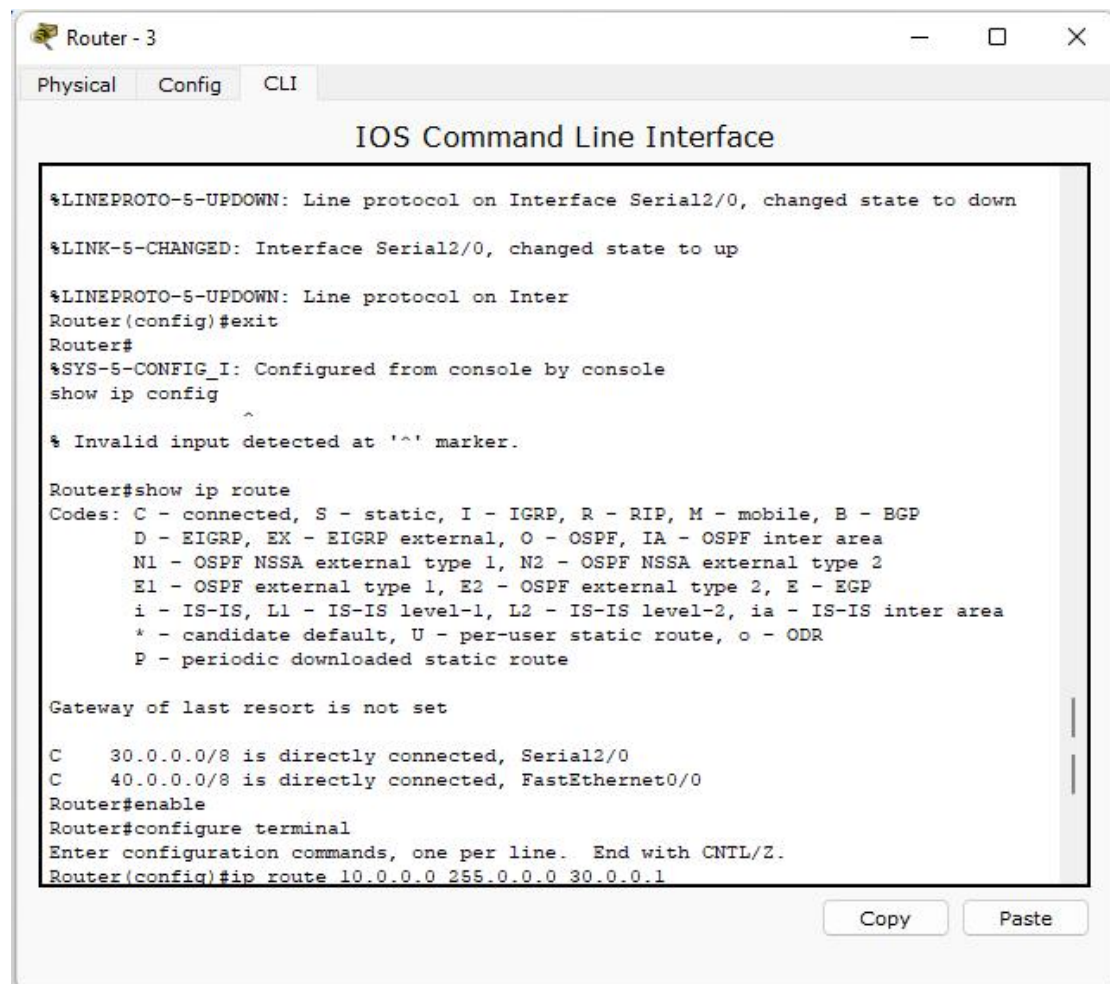 Router - 3
Physical Config CLI
IOS Command Line Interface
%LINEPROTO-5-UPDOWN: Line protocol on Interface Serial2/0, changed state to down
%LINK-5-CHANGED: Interface Serial2/0, changed state to up
%LINEPROTO-5-UPDOWN: Line protocol on Inter
Router(config)#exit
Router#
%SYS-5-CONFIG_I: Configured from console by console
show ip config
^
% Invalid input detected at '^' marker.
Router#show ip route
Codes: C - connected, S - static, I - IGRP, R - RIP, M - mobile, B - BGP
D - EIGRP, EX - EIGRP external, O - OSPF, IA - OSPF inter area
N1 - OSPF NSSA external type 1, N2 - OSPF NSSA external type 2
E1 - OSPF external type 1, E2 - OSPF external type 2, E - EGP
i - IS-IS, L1 - IS-IS level-1, L2 - IS-IS level-2, ia - IS-IS inter area
* - candidate default, U - per-user static route, o - ODR
P - periodic downloaded static route
Gateway of last resort is not set
C 30.0.0.0/8 is directly connected, Serial2/0
C 40.0.0.0/8 is directly connected, FastEthernet0/0
Router#enable
Router#configure terminal
Enter configuration commands, one per line. End with CNTL/Z.
Router(config)#ip route 10.0.0.0 255.0.0.0 30.0.0.1
Copy Paste